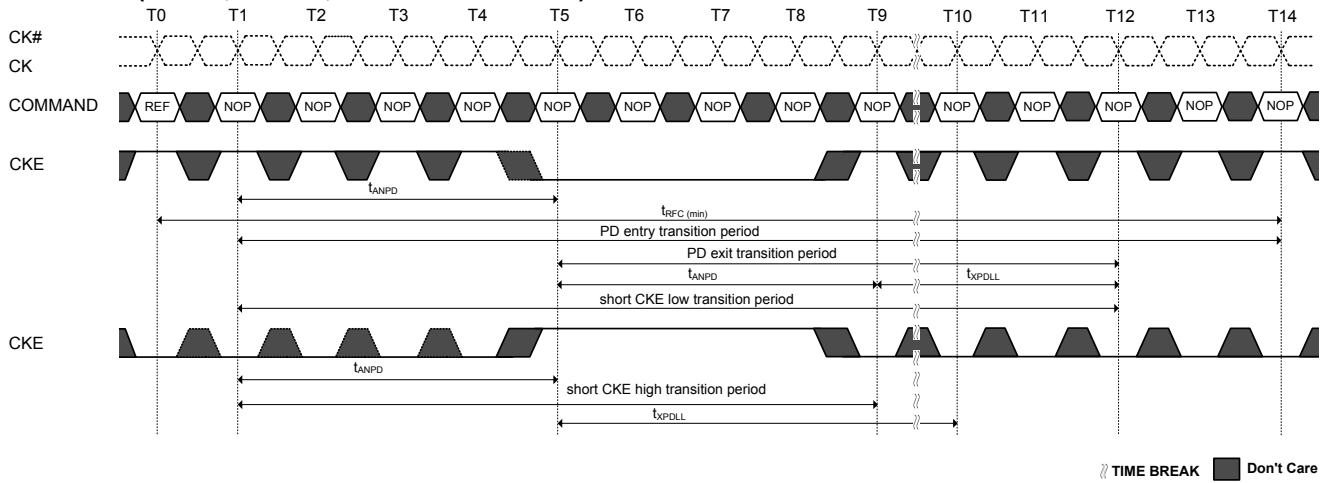 T0 T1 T2 T3 T4 T5 T6 T7 T8 T9 T10 T11 T12 T13 T14
CK#
CK
COMMAND REF NOP NOP NOP NOP NOP NOP NOP NOP NOP NOP NOP NOP NOP NOP
CKE
tANPD
tRFC (min)
PD entry transition period
PD exit transition period
tANPD tXPDLL
short CKE low transition period
CKE
tANPD
short CKE high transition period
tXPDLL
TIME BREAK Don't Care